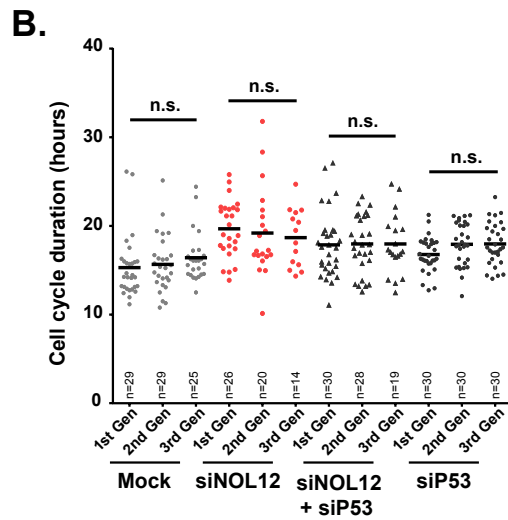 B.
Cell cycle duration (hours)
40
30
20
10
0
n.s.
n.s.
n.s.
n.s.
n=29
n=29
n=25
n=26
n=20
n=14
n=30
n=28
n=19
n=30
n=30
n=30
1st Gen
2nd Gen
3rd Gen
1st Gen
2nd Gen
3rd Gen
1st Gen
2nd Gen
3rd Gen
1st Gen
2nd Gen
3rd Gen
Mock
siNOL12
siNOL12
+ siP53
siP53